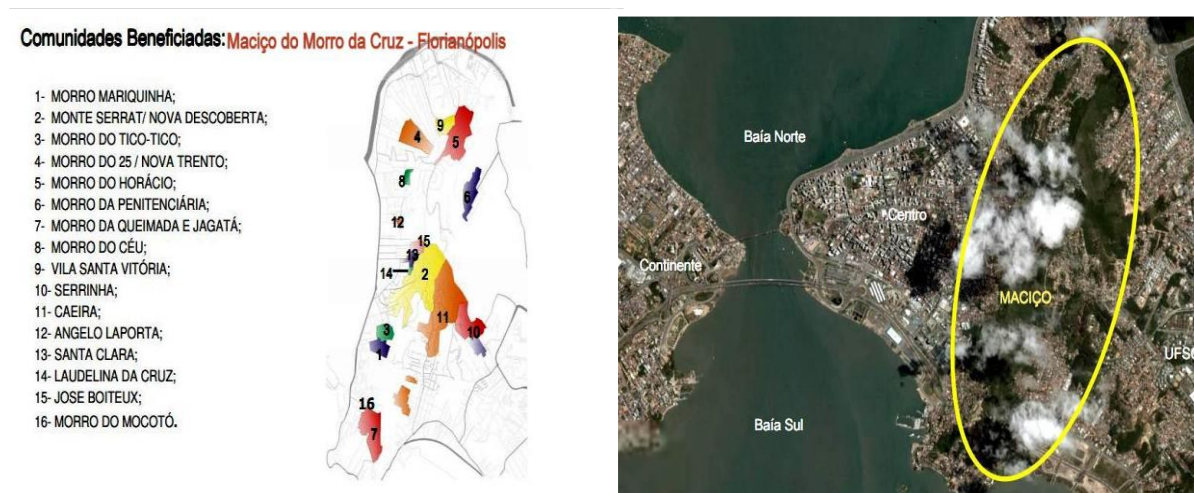 Comunidades Beneficiadas: Maciço do Morro da Cruz - Florianópolis
1- MORRO MARIQUINHA;
2- MONTE SERRAT/ NOVA DESCOBERTA;
3- MORRO DO TICO-TICO;
4- MORRO DO 25 / NOVA TRENTO;
5- MORRO DO HORÁCIO;
6- MORRO DA PENITENCIÁRIA;
7- MORRO DA QUEIMADA E JAGATÁ;
8- MORRO DO CÉU;
9- VILA SANTA VITÓRIA;
10- SERRINHA;
11- CAEIRA;
12- ANGELO LAPORTA;
13- SANTA CLARA;
14- LAUDELINA DA CRUZ;
15- JOSE BOITEUX;
16- MORRO DO MOCOTÓ.
9
4
5
8
6
12
15
13
14
2
11
3
10
1
16
7
Baía Norte
Centro
Continente
MACIÇO
UFSC
Baía Sul